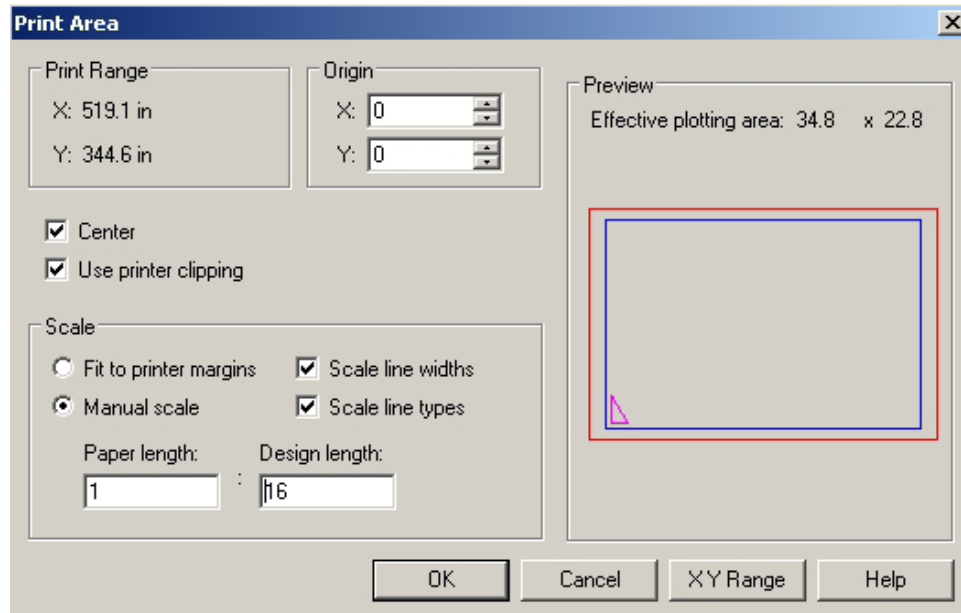 Print Area
Print Range
X: 519.1 in
Y: 344.6 in
Origin
X: 0
Y: 0
Center
Use printer clipping
Scale
Fit to printer margins
Scale line widths
Manual scale
Scale line types
Paper length:
Design length:
1 : 16
Preview
Effective plotting area: 34.8 x 22.8
OK
Cancel
XY Range
Help